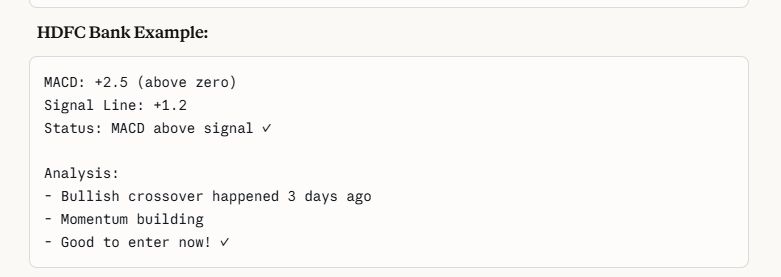 HDFC Bank Example:
MACD: +2.5 (above zero)
Signal Line: +1.2
Status: MACD above signal ✓
Analysis:
- Bullish crossover happened 3 days ago
- Momentum building
- Good to enter now! ✓